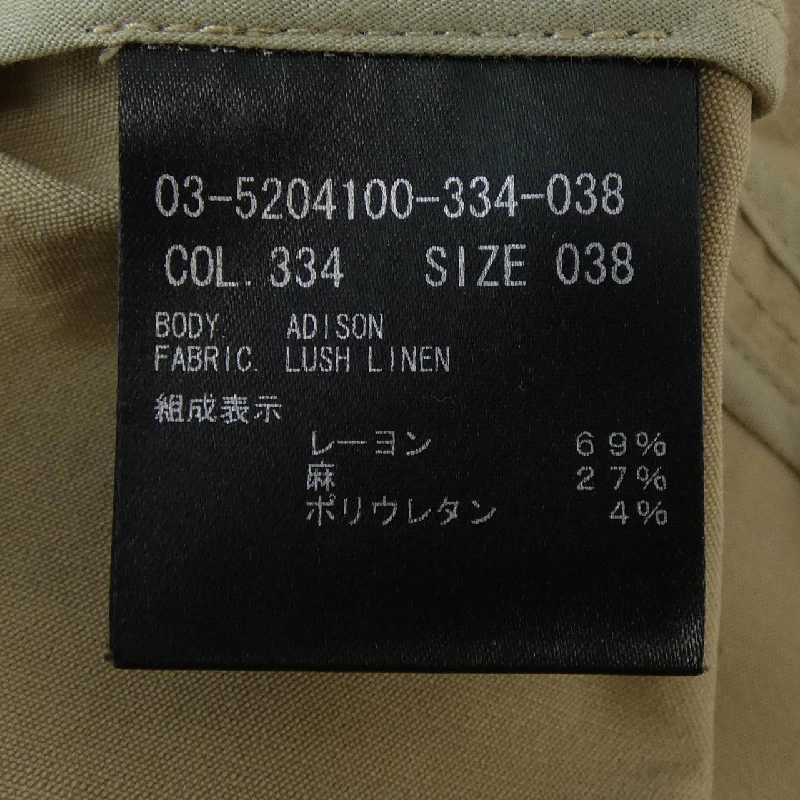 03-5204100-334-038
COL. 334 SIZE 038
BODY ADISON
FABRIC. LUSH LINEN
組成表示
レーヨン 69%
麻 27%
ポリウレタン 4%